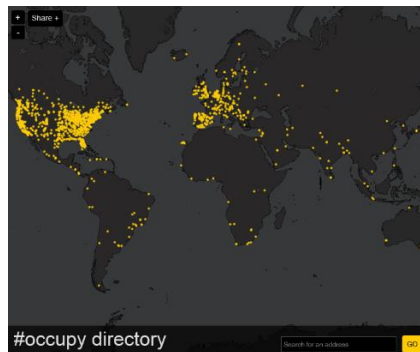 + Share +
-
#occupy directory
Search for an address GO